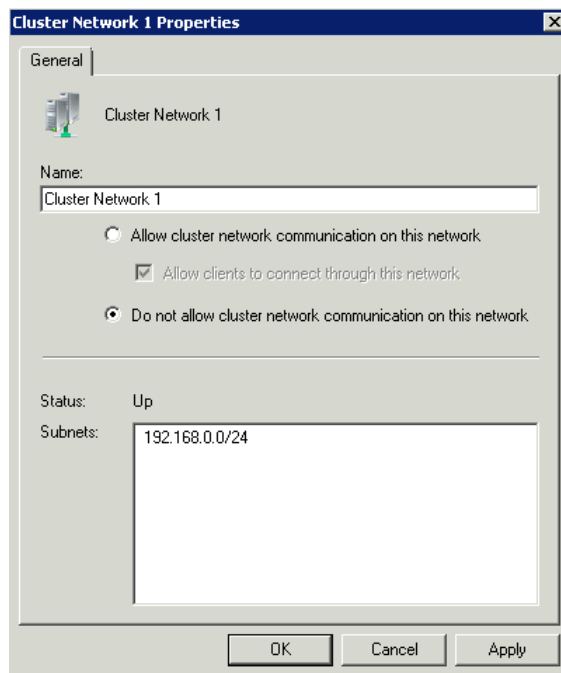 Cluster Network 1 Properties
General
Cluster Network 1
Name:
Cluster Network 1
Allow cluster network communication on this network
Allow clients to connect through this network
Do not allow cluster network communication on this network
Status: Up
Subnets: 192.168.0.0/24
OK Cancel Apply